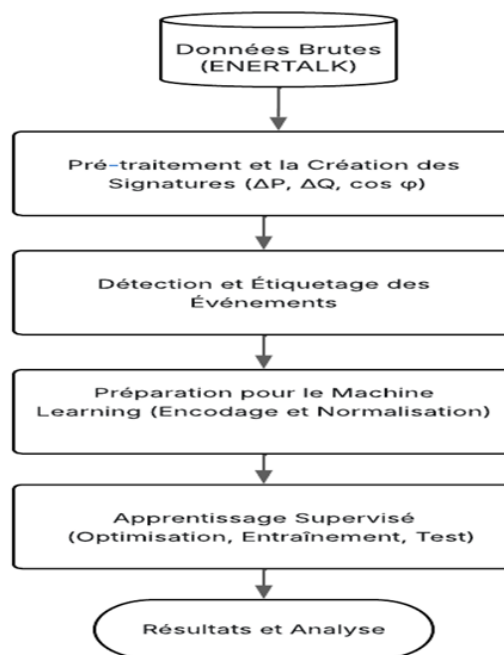 Données Brutes
(ENERTALK)
Pré-traitement et la Création des
Signatures (ΔP, ΔQ, cos φ)
Détection et Étiquetage des
Événements
Préparation pour le Machine
Learning (Encodage et Normalisation)
Apprentissage Supervisé
(Optimisation, Entraînement, Test)
Résultats et Analyse